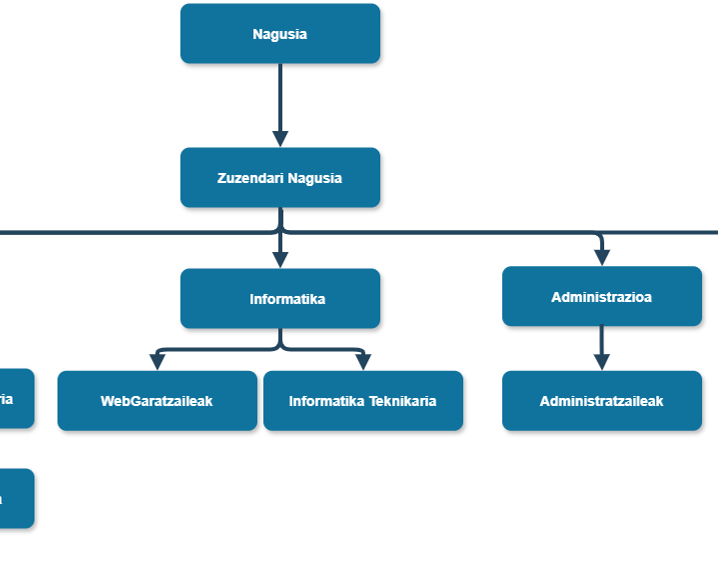 Nagusia
Zuzendari Nagusia
Informatika
Administrazioa
WebGaratzaileak
Informatika Teknikaria
Administratzaileak